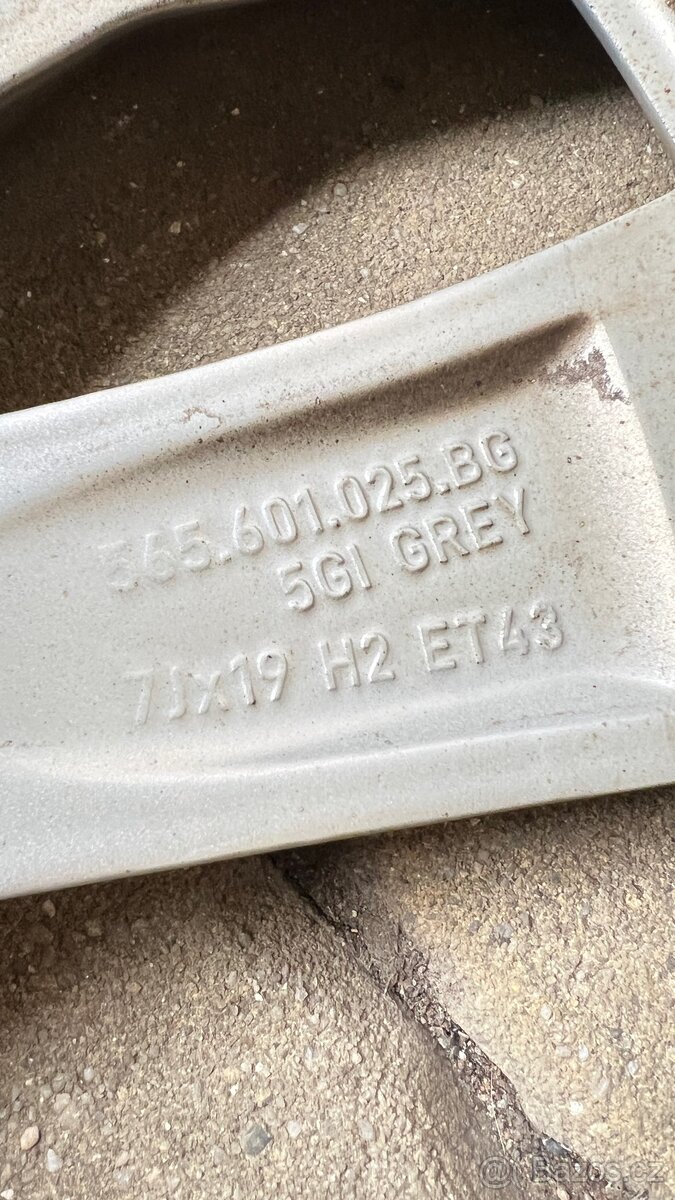 565.601.025.BG
5GI GREY
7Jx19 H2 ET43
© Bazos.cz